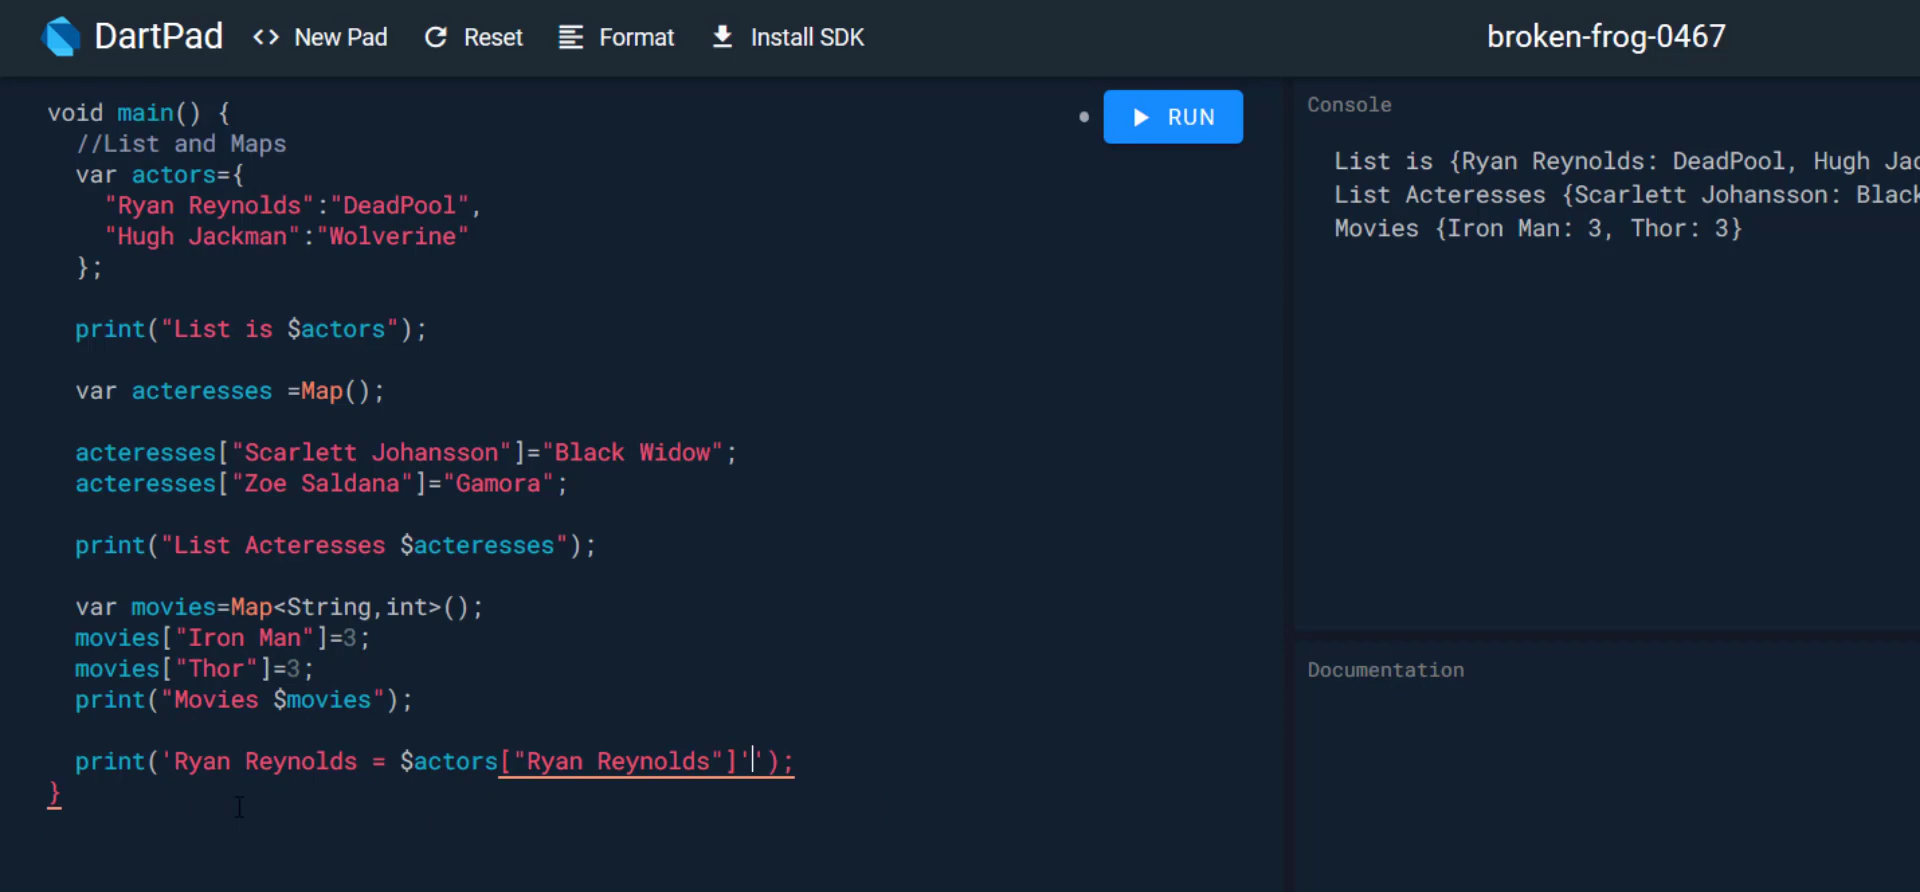 DartPad <> New Pad Reset Format Install SDK broken-frog-0467
void main() {
//List and Maps
var actors={
"Ryan Reynolds":"DeadPool",
"Hugh Jackman":"Wolverine"
};
print("List is $actors");
var acteresses =Map();
acteresses["Scarlett Johansson"]="Black Widow";
acteresses["Zoe Saldana"]="Gamora";
print("List Acteresses $acteresses");
var movies=Map<String,int>();
movies["Iron Man"]=3;
movies["Thor"]=3;
print("Movies $movies");
print('Ryan Reynolds = $actors["Ryan Reynolds"]'');
}
RUN
Console
List is {Ryan Reynolds: DeadPool, Hugh Jac
List Acteresses {Scarlett Johansson: Black
Movies {Iron Man: 3, Thor: 3}
Documentation